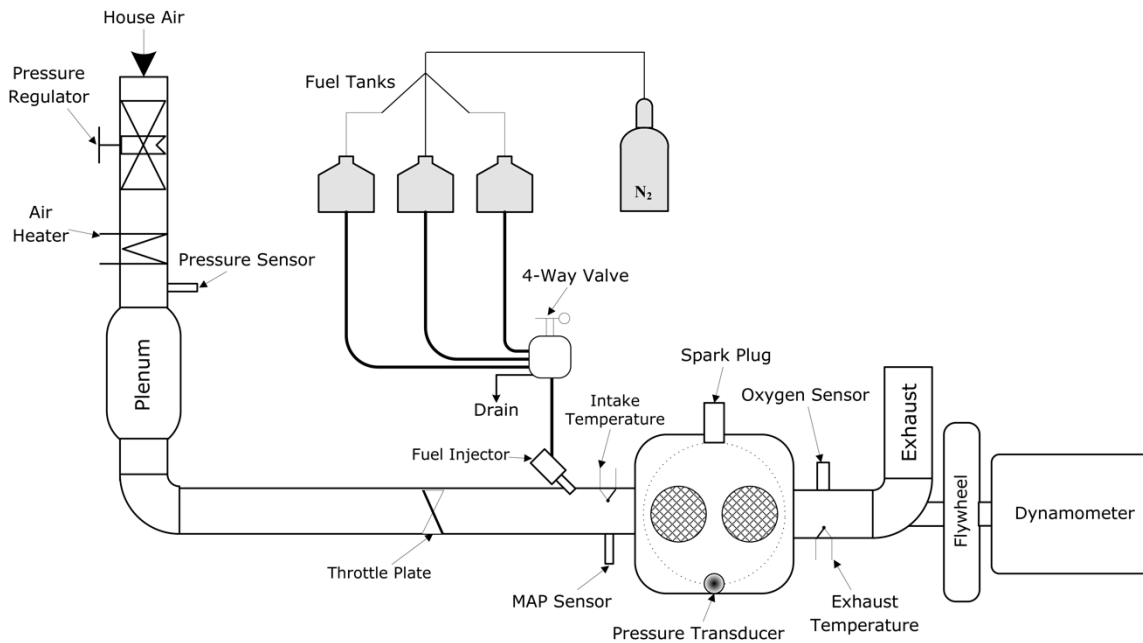 House Air
Pressure
Regulator
Fuel Tanks
N₂
Air
Heater
Pressure Sensor
4-Way Valve
Plenum
Spark Plug
Drain
Intake
Temperature
Oxygen Sensor
Exhaust
Fuel Injector
Flywheel
Dynamometer
Throttle Plate
MAP Sensor
Pressure Transducer
Exhaust
Temperature